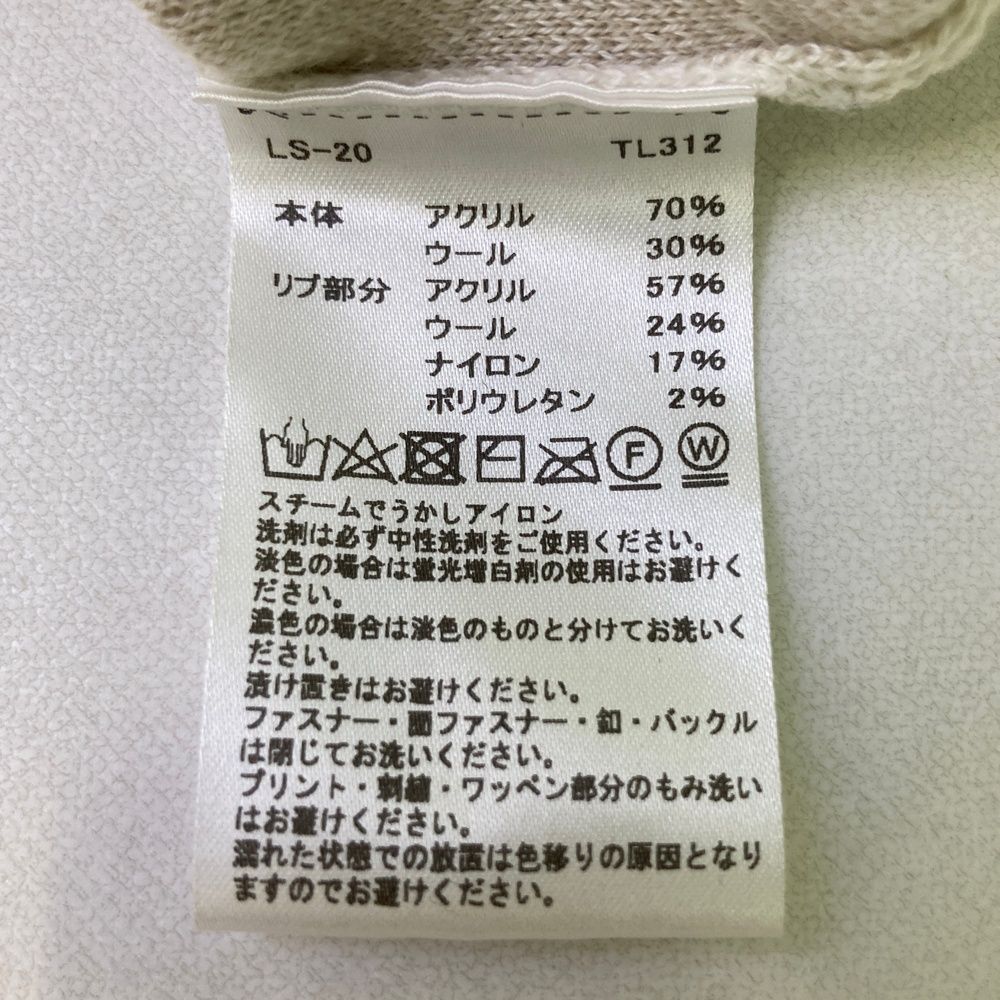 LS-20 TL312
本体 アクリル 70%
ウール 30%
リブ部分 アクリル 57%
ウール 24%
ナイロン 17%
ポリウレタン 2%
F W
スチームでうかしアイロン
洗剤は必ず中性洗剤をご使用ください。
淡色の場合は蛍光増白剤の使用はお避けく
ださい。
濃色の場合は淡色のものと分けてお洗いく
ださい。
漬け置きはお避けください。
ファスナー・面ファスナー・釦・バックル
は閉じてお洗いください。
プリント・刺繍・ワッペン部分のもみ洗い
はお避けください。
濡れた状態での放置は色移りの原因となり
ますのでお避けください。